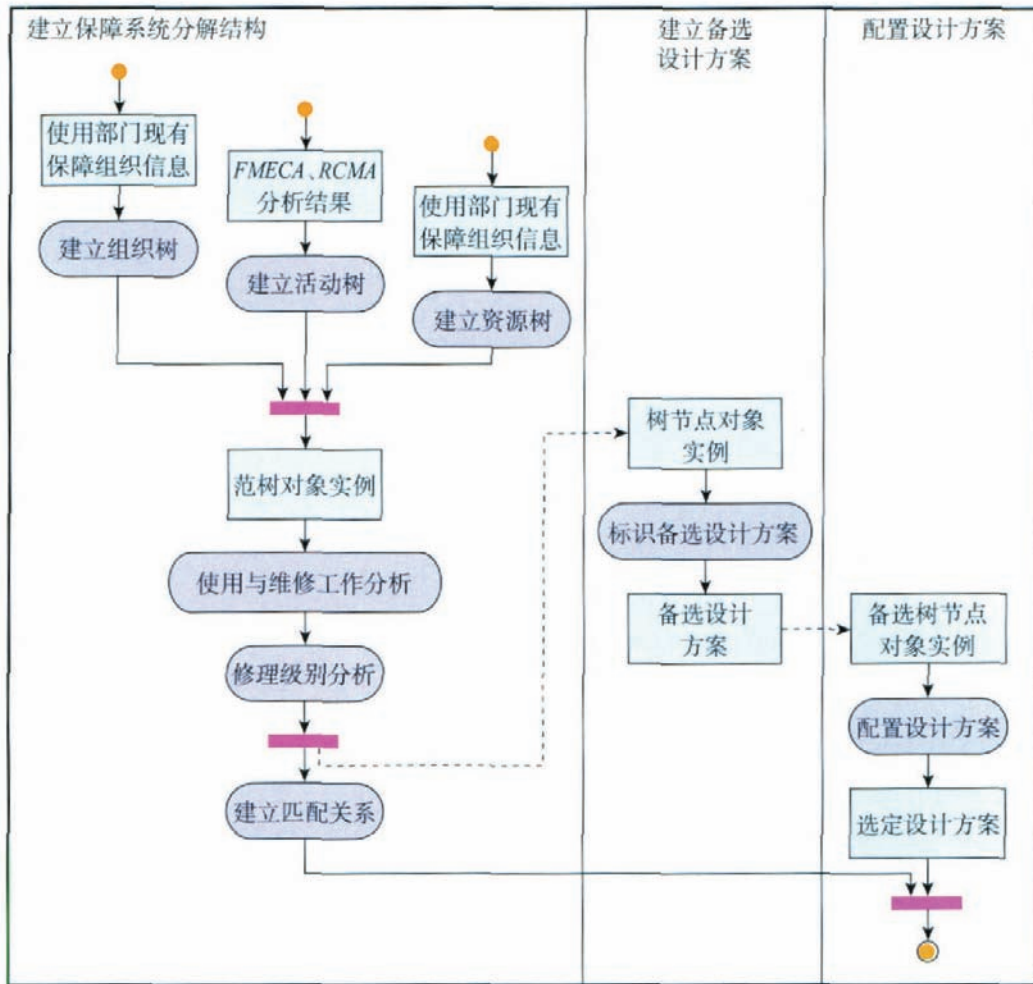 建立保障系统分解结构
建立备选
设计方案
配置设计方案
使用部门现有
保障组织信息
建立组织树
FMECA、RCMA
分析结果
建立活动树
使用部门现有
保障组织信息
建立资源树
范树对象实例
使用与维修工作分析
修理级别分析
建立匹配关系
树节点对象
实例
标识备选设计方案
备选设计
方案
备选树节点
对象实例
配置设计方案
选定设计方案